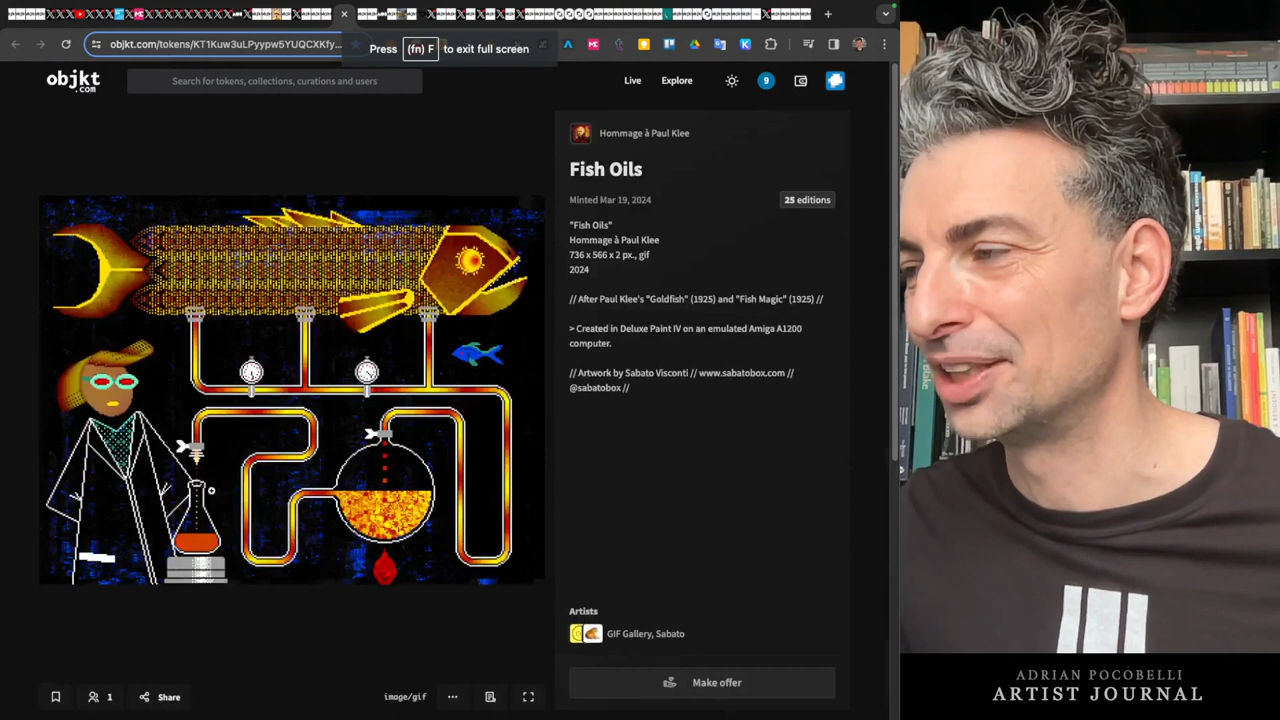 objkt.com/tokens/KT1Kuw3uLPyypw5YUQCXKfy...
Press (fn) F to exit full screen
objkt
.com
Search for tokens, collections, curations and users
Live
Explore
9
Hommage à Paul Klee
Fish Oils
Minted Mar 19, 2024
25 editions
"Fish Oils"
Hommage à Paul Klee
736 x 566 x 2 px., gif
2024
// After Paul Klee's "Goldfish" (1925) and "Fish Magic" (1925) //
> Created in Deluxe Paint IV on an emulated Amiga A1200
computer.
// Artwork by Sabato Visconti // www.sabatobox.com //
@sabatobox //
Artists
GIF Gallery, Sabato
1
Share
image/gif
Make offer
ADRIAN POCOBELLI
ARTIST JOURNAL